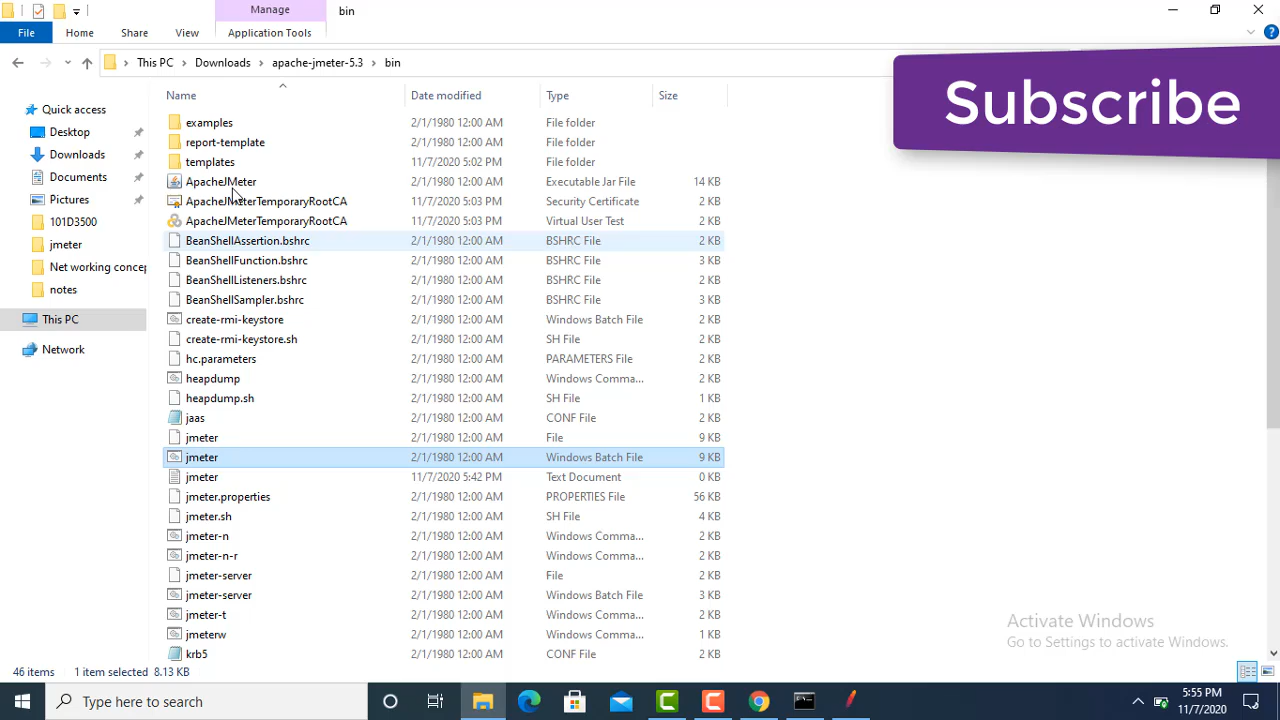 Manage
bin
File
Home
Share
View
Application Tools
This PC
Downloads
apache-jmeter-5.3
bin
Subscribe
Name
Date modified
Type
Size
Quick access
Desktop
Downloads
Documents
Pictures
101D3500
jmeter
Net working concep
notes
This PC
Network
examples 2/1/1980 12:00 AM File folder
report-template 2/1/1980 12:00 AM File folder
templates 11/7/2020 5:02 PM File folder
ApacheJMeter 2/1/1980 12:00 AM Executable Jar File 14 KB
ApacheJMeterTemporaryRootCA 11/7/2020 5:03 PM Security Certificate 2 KB
ApacheJMeterTemporaryRootCA 11/7/2020 5:03 PM Virtual User Test 2 KB
BeanShellAssertion.bshrc 2/1/1980 12:00 AM BSHRC File 2 KB
BeanShellFunction.bshrc 2/1/1980 12:00 AM BSHRC File 3 KB
BeanShellListeners.bshrc 2/1/1980 12:00 AM BSHRC File 2 KB
BeanShellSampler.bshrc 2/1/1980 12:00 AM BSHRC File 3 KB
create-rmi-keystore 2/1/1980 12:00 AM Windows Batch File 2 KB
create-rmi-keystore.sh 2/1/1980 12:00 AM SH File 2 KB
hc.parameters 2/1/1980 12:00 AM PARAMETERS File 2 KB
heapdump 2/1/1980 12:00 AM Windows Comma... 2 KB
heapdump.sh 2/1/1980 12:00 AM SH File 1 KB
jaas 2/1/1980 12:00 AM CONF File 2 KB
jmeter 2/1/1980 12:00 AM File 9 KB
jmeter 2/1/1980 12:00 AM Windows Batch File 9 KB
jmeter 11/7/2020 5:42 PM Text Document 0 KB
jmeter.properties 2/1/1980 12:00 AM PROPERTIES File 56 KB
jmeter.sh 2/1/1980 12:00 AM SH File 4 KB
jmeter-n 2/1/1980 12:00 AM Windows Comma... 2 KB
jmeter-n-r 2/1/1980 12:00 AM Windows Comma... 2 KB
jmeter-server 2/1/1980 12:00 AM File 2 KB
jmeter-server 2/1/1980 12:00 AM Windows Batch File 3 KB
jmeter-t 2/1/1980 12:00 AM Windows Comma... 2 KB
jmeterw 2/1/1980 12:00 AM Windows Comma... 1 KB
krb5 2/1/1980 12:00 AM CONF File 2 KB
Activate Windows
Go to Settings to activate Windows.
46 items 1 item selected 8.13 KB
Type here to search
5:55 PM
11/7/2020